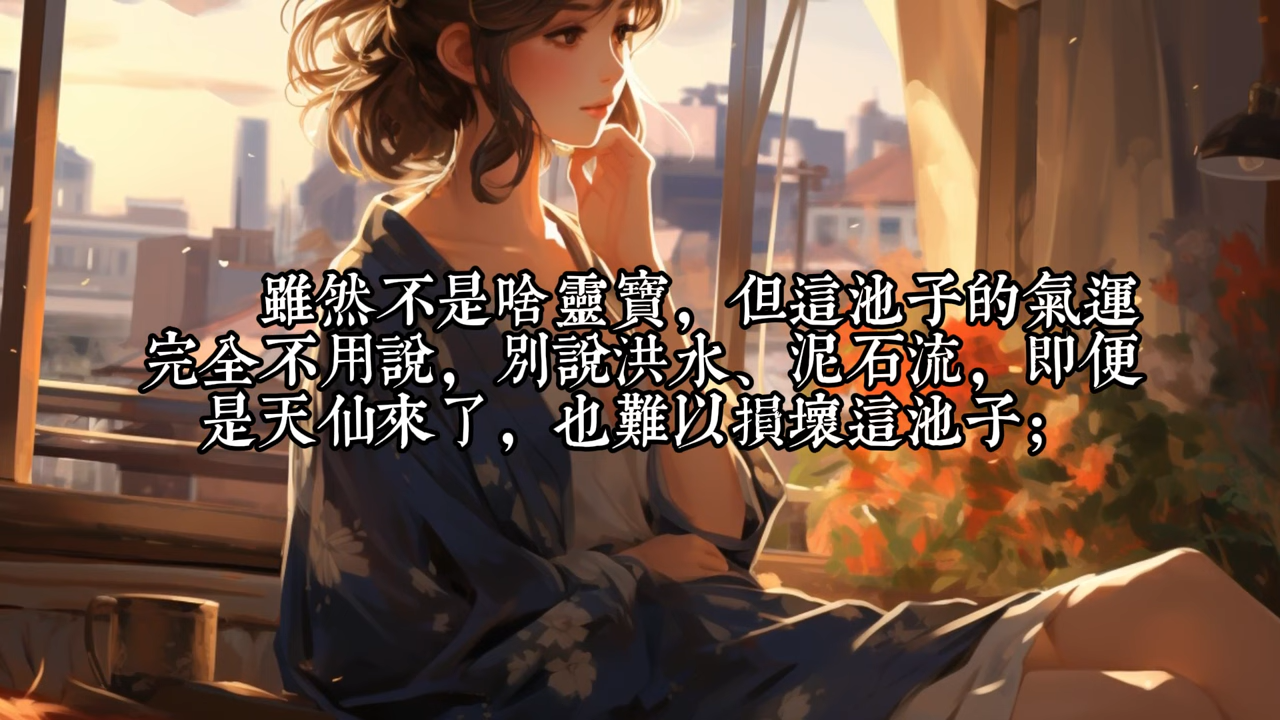 雖然不是啥靈寶，但這池子的氣運
完全不用說，別說洪水、泥石流，即便
是天仙來了，也難以損壞這池子；